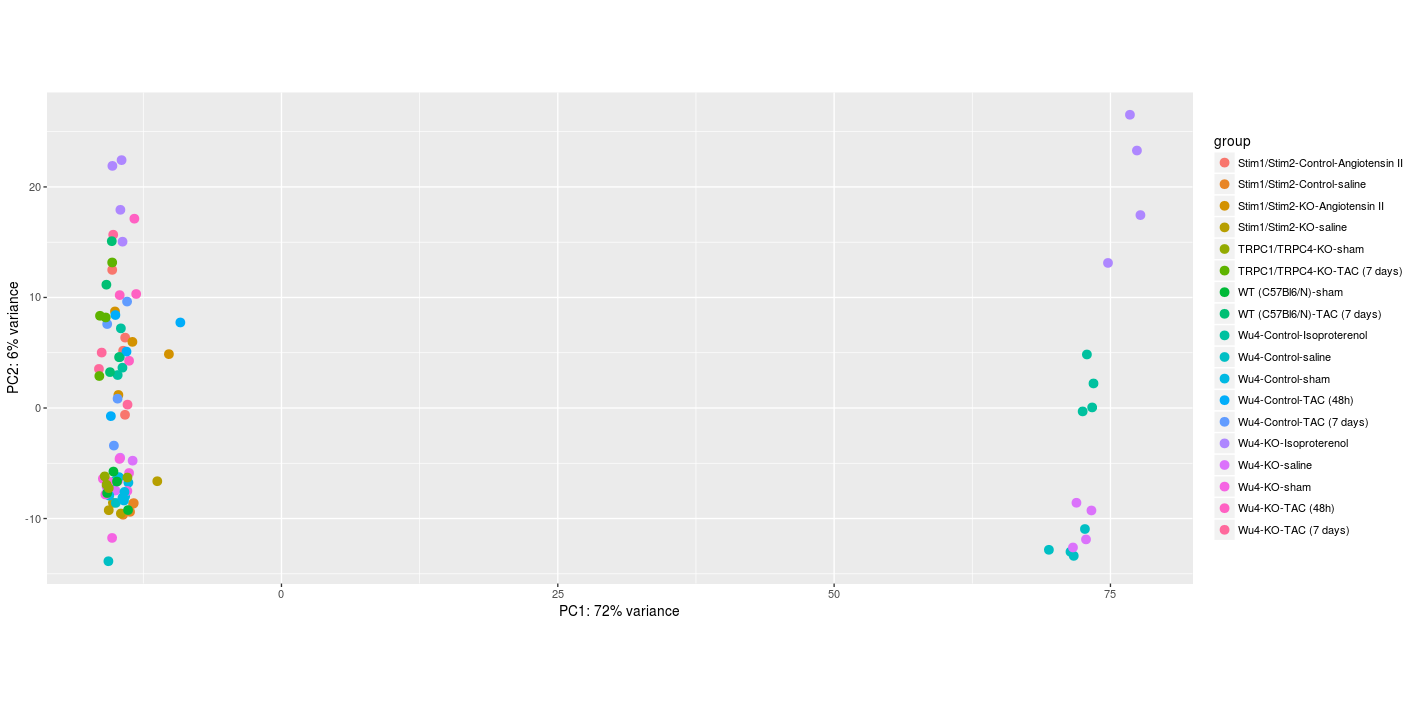 group
Stim1/Stim2-Control-Angiotensin II
Stim1/Stim2-Control-saline
Stim1/Stim2-KO-Angiotensin II
Stim1/Stim2-KO-saline
TRPC1/TRPC4-KO-sham
TRPC1/TRPC4-KO-TAC (7 days)
WT (C57Bl6/N)-sham
WT (C57Bl6/N)-TAC (7 days)
Wu4-Control-Isoproterenol
Wu4-Control-saline
Wu4-Control-sham
Wu4-Control-TAC (48h)
Wu4-Control-TAC (7 days)
Wu4-KO-Isoproterenol
Wu4-KO-saline
Wu4-KO-sham
Wu4-KO-TAC (48h)
Wu4-KO-TAC (7 days)
PC2: 6% variance
20
10
0
-10
0
25
50
75
PC1: 72% variance